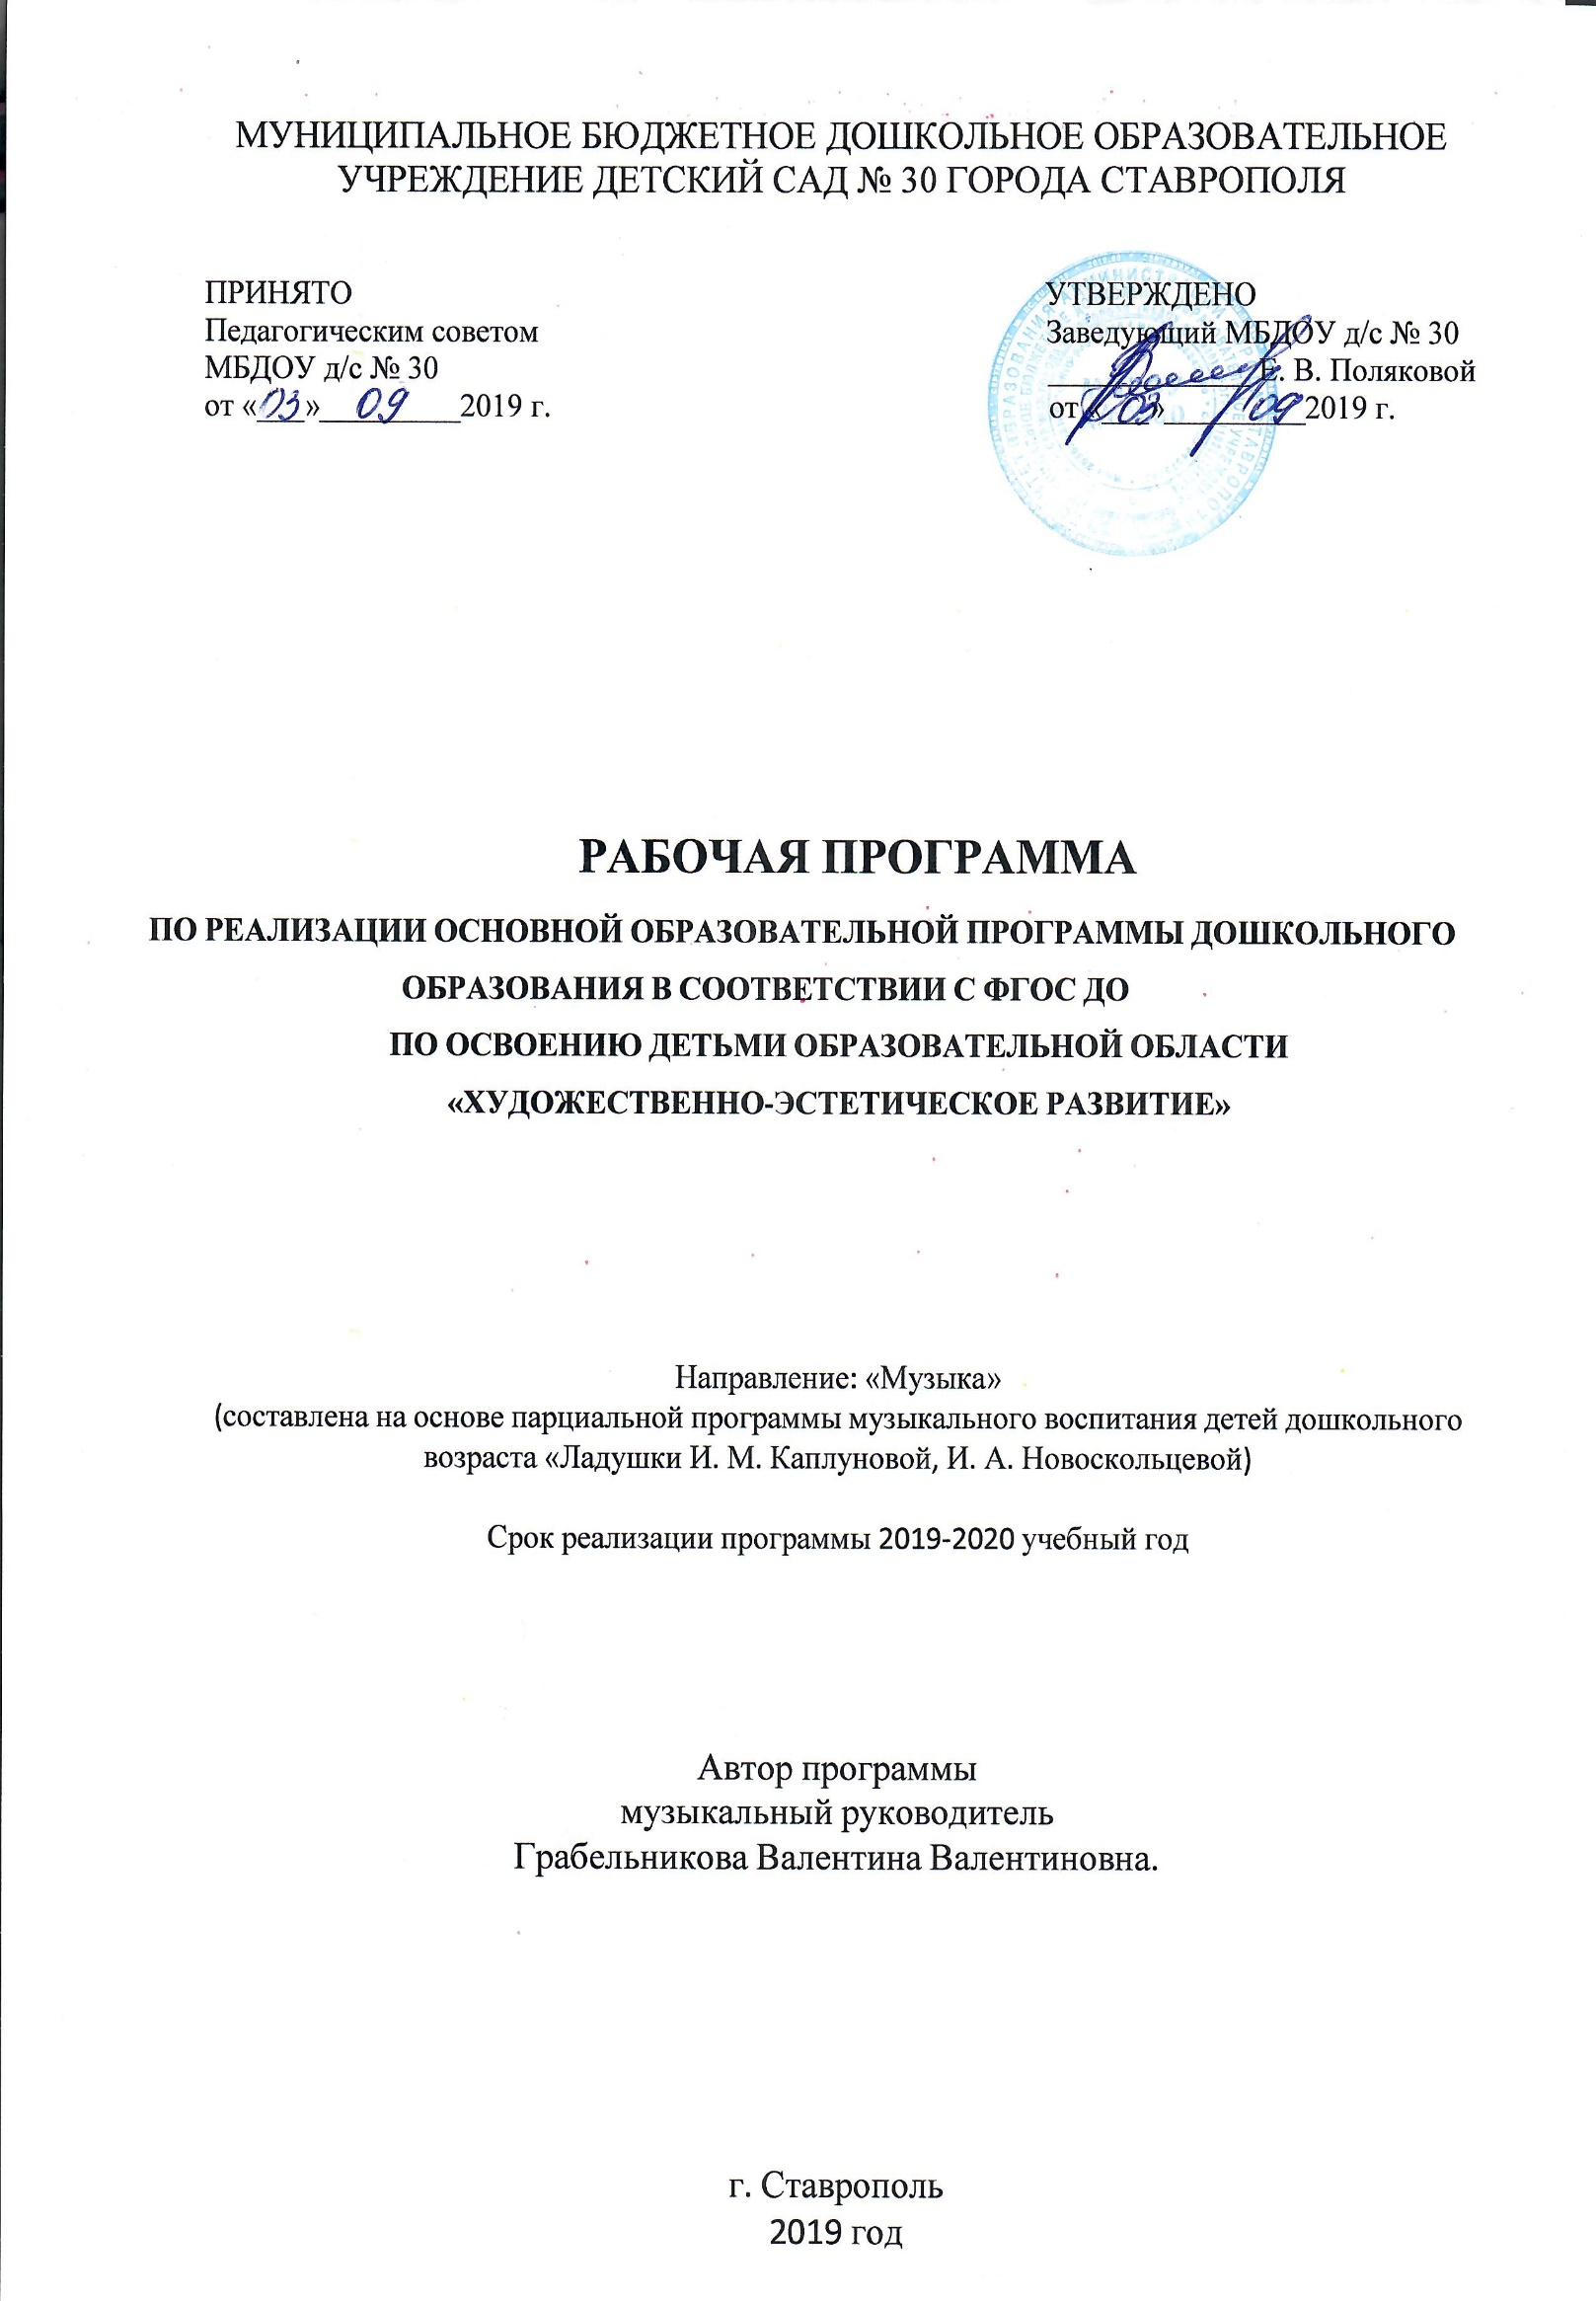 МУНИЦИПАЛЬНОЕ БЮДЖЕТНОЕ ДОШКОЛЬНОЕ ОБРАЗОВАТЕЛЬНОЕ
УЧРЕЖДЕНИЕ ДЕТСКИЙ САД № 30 ГОРОДА СТАВРОПОЛЯ
ПРИНЯТО
Педагогическим советом
МБДОУ д/с № 30
от «03» 09 2019 г.
УТВЕРЖДЕНО
Заведующий МБДОУ д/с № 30
Е. В. Поляковой
от «03» 09 2019 г.
РАБОЧАЯ ПРОГРАММА
ПО РЕАЛИЗАЦИИ ОСНОВНОЙ ОБРАЗОВАТЕЛЬНОЙ ПРОГРАММЫ ДОШКОЛЬНОГО
ОБРАЗОВАНИЯ В СООТВЕТСТВИИ С ФГОС ДО
ПО ОСВОЕНИЮ ДЕТЬМИ ОБРАЗОВАТЕЛЬНОЙ ОБЛАСТИ
«ХУДОЖЕСТВЕННО-ЭСТЕТИЧЕСКОЕ РАЗВИТИЕ»
Направление: «Музыка»
(составлена на основе парциальной программы музыкального воспитания детей дошкольного
возраста «Ладушки И. М. Каплуновой, И. А. Новоскольцевой)
Срок реализации программы 2019-2020 учебный год
Автор программы
музыкальный руководитель
Грабельникова Валентина Валентиновна.
г. Ставрополь
2019 год